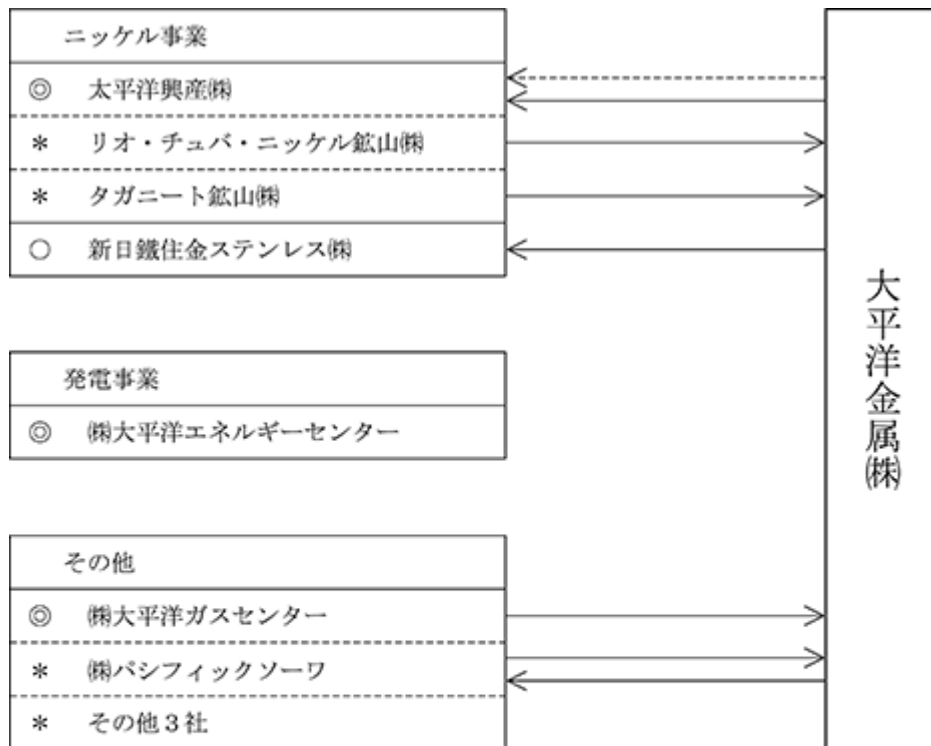 ニッケル事業
◎ 太平洋興産㈱
* リオ・チュバ・ニッケル鉱山㈱
* タガニート鉱山㈱
○ 新日鐵住金ステンレス㈱
大平洋金属㈱
発電事業
◎ ㈱大平洋エネルギーセンター
その他
◎ ㈱大平洋ガスセンター
* ㈱パシフィックソーワ
* その他3社